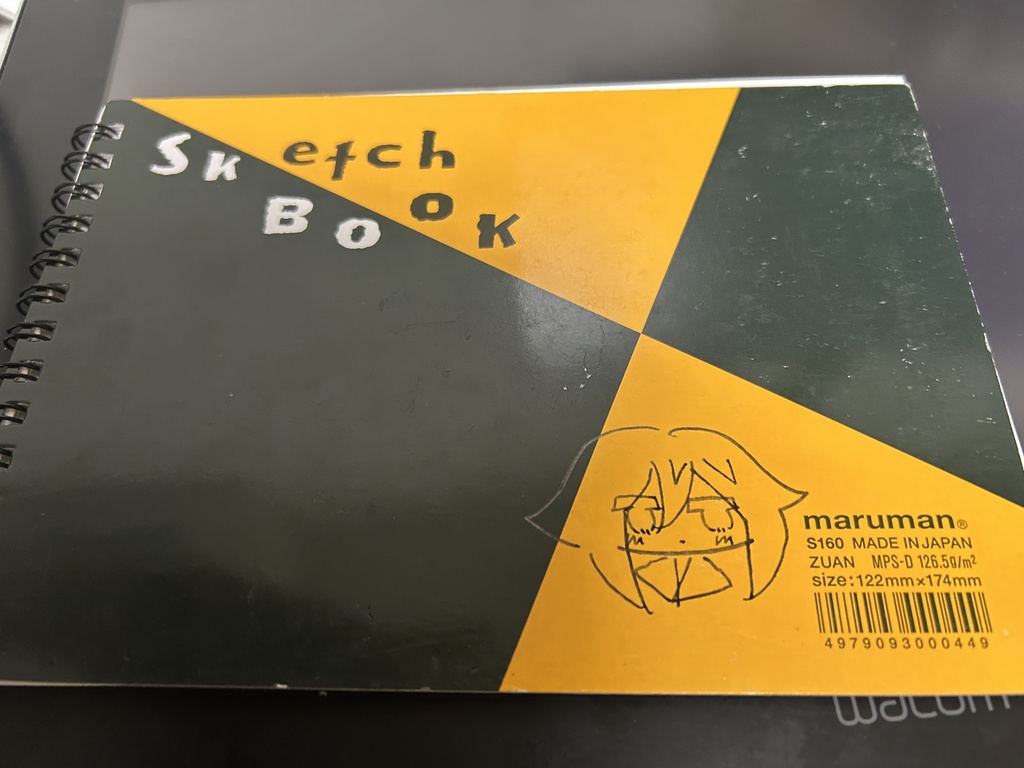 Sketch
BOOK
maruman®
S160 MADE IN JAPAN
ZUAN MPS-D 126.5g/m²
size:122mm×174mm
4979093000449
wacom